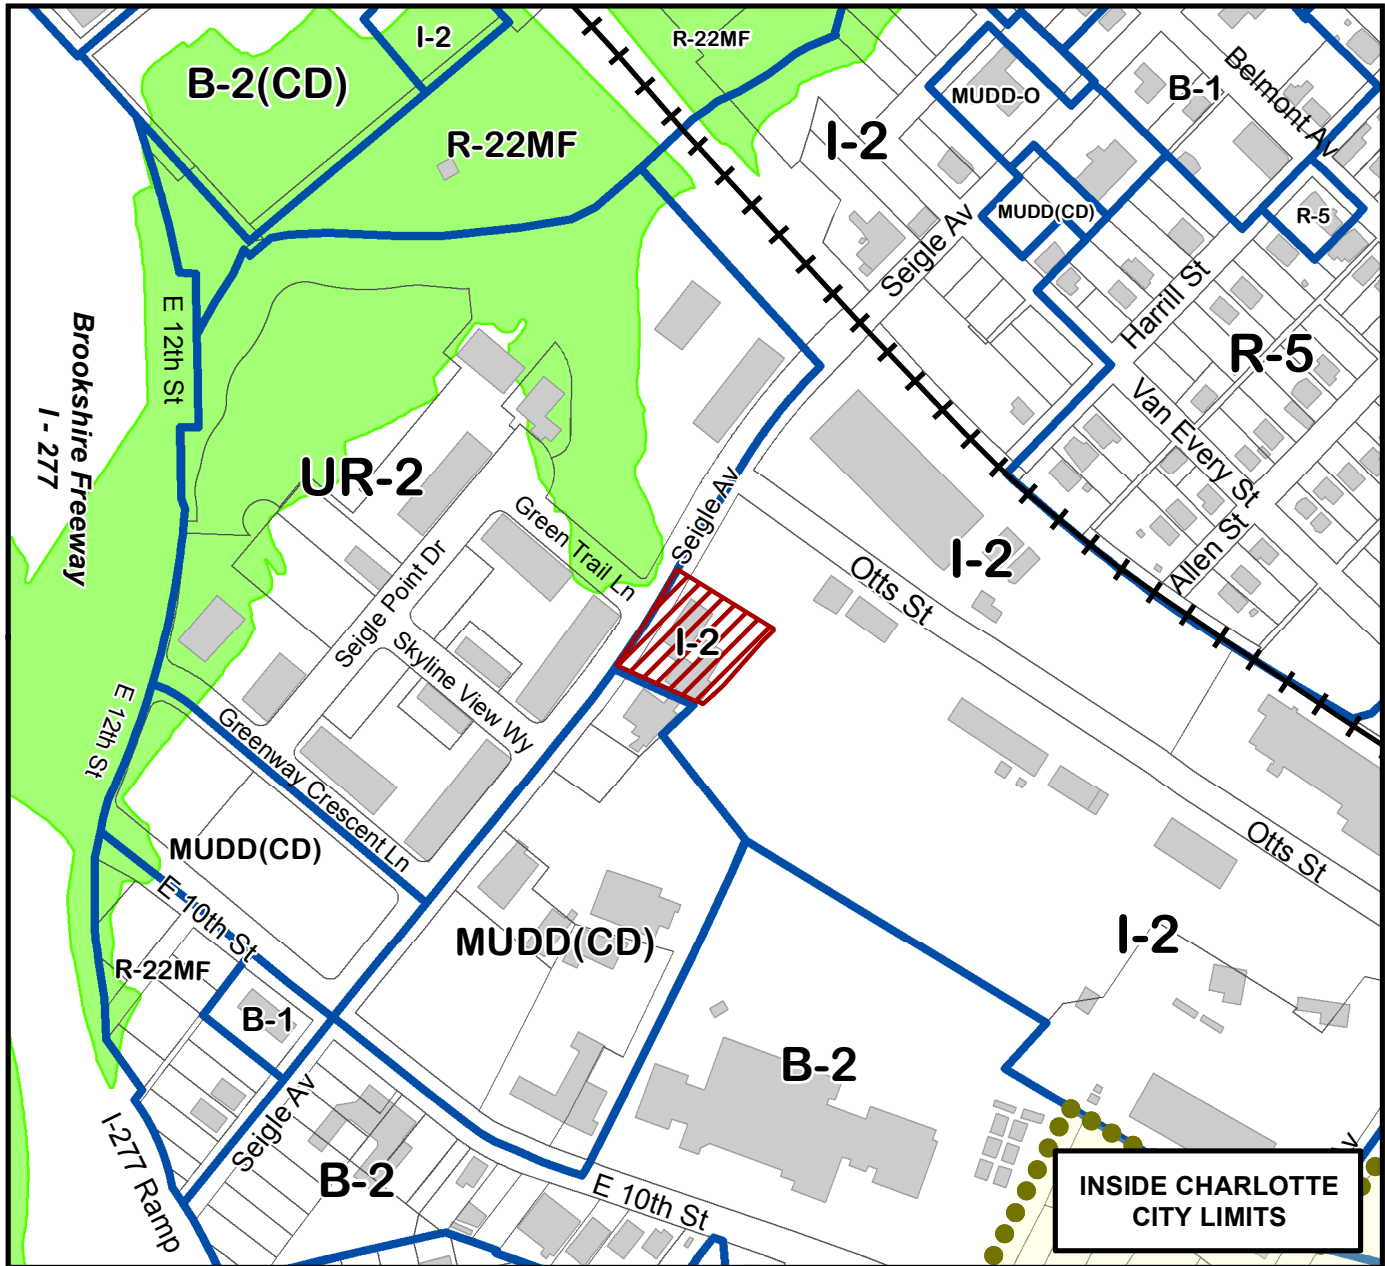 I-2
R-22MF
B-2(CD)
MUDD-O
B-1
Belmont Av
R-22MF
I-2
MUDD(CD)
R-5
Seigle Av
Harrill St
E 12th St
Brookshire Freeway
I - 277
R-5
Van Every St
UR-2
Seigle Av
Green Trail Ln
I-2
Allen St
Otts St
Seigle Point Dr
Skyline View Wy
I-2
E 12th St
Greenway Crescent Ln
MUDD(CD)
Otts St
E 10th St
MUDD(CD)
I-2
R-22MF
B-1
B-2
Seigle Av
I-277 Ramp
B-2
E 10th St
INSIDE CHARLOTTE
CITY LIMITS